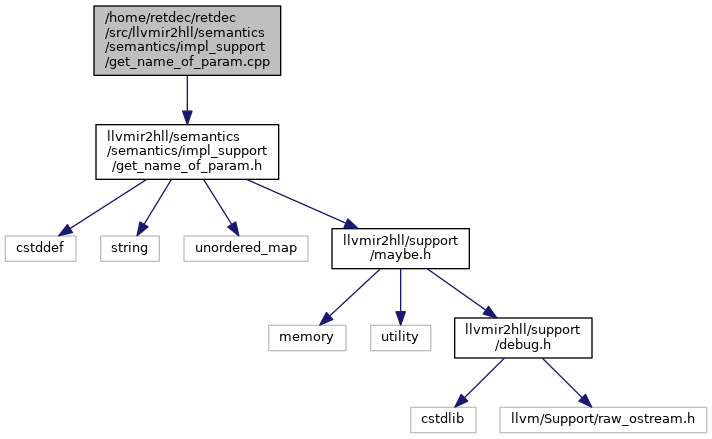 /home/retdec/retdec
/src/llvmir2hll/semantics
/semantics/impl_support
/get_name_of_param.cpp
llvmir2hll/semantics
/semantics/impl_support
/get_name_of_param.h
cstddef
string
unordered_map
llvmir2hll/support
/maybe.h
memory
utility
llvmir2hll/support
/debug.h
cstdlib
llvm/Support/raw_ostream.h